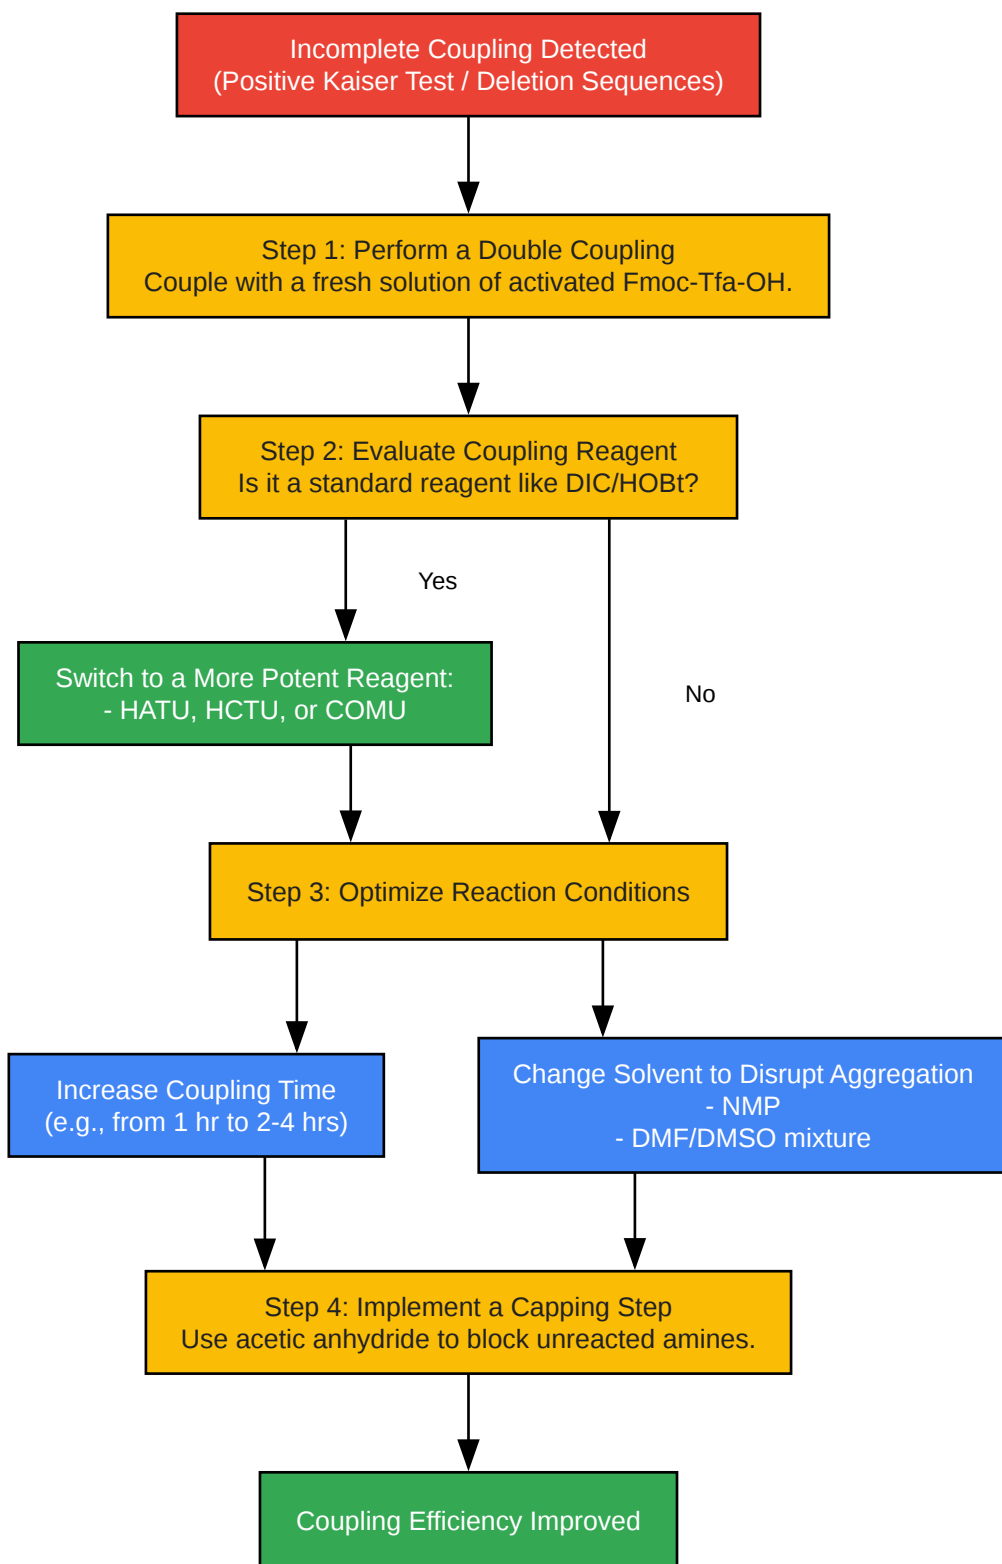 Incomplete Coupling Detected
(Positive Kaiser Test / Deletion Sequences)
Step 1: Perform a Double Coupling
Couple with a fresh solution of activated Fmoc-Tfa-OH.
Step 2: Evaluate Coupling Reagent
Is it a standard reagent like DIC/HOBt?
Yes
Switch to a More Potent Reagent:
- HATU, HCTU, or COMU
No
Step 3: Optimize Reaction Conditions
Increase Coupling Time
(e.g., from 1 hr to 2-4 hrs)
Change Solvent to Disrupt Aggregation
- NMP
- DMF/DMSO mixture
Step 4: Implement a Capping Step
Use acetic anhydride to block unreacted amines.
Coupling Efficiency Improved